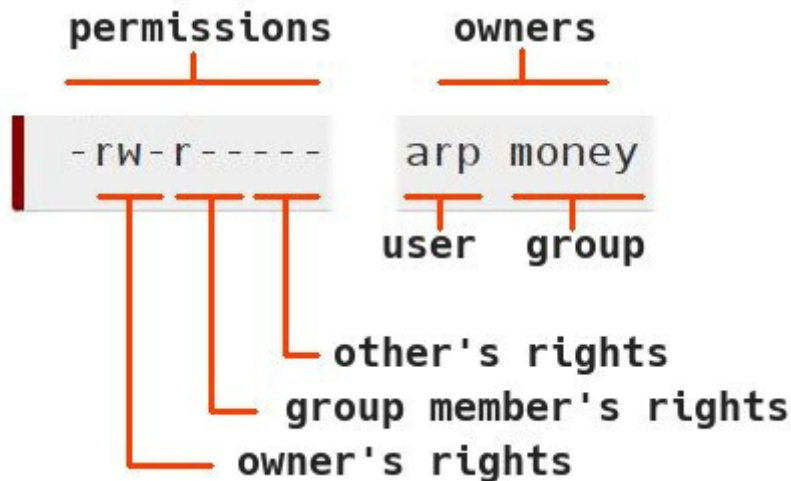 permissions owners
-rw-r----- arp money
user group
other's rights
group member's rights
owner's rights